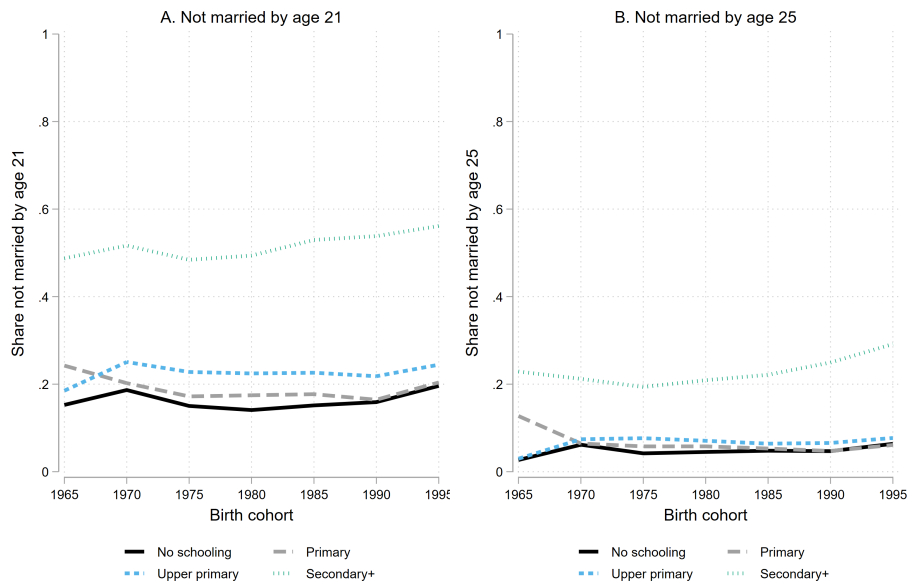 A. Not married by age 21
Share not married by age 21
1
.8
.6
.4
.2
0
1965 1970 1975 1980 1985 1990 1995
Birth cohort
No schooling Primary
Upper primary Secondary+
B. Not married by age 25
Share not married by age 25
1
.8
.6
.4
.2
0
1965 1970 1975 1980 1985 1990 1995
Birth cohort
No schooling Primary
Upper primary Secondary+